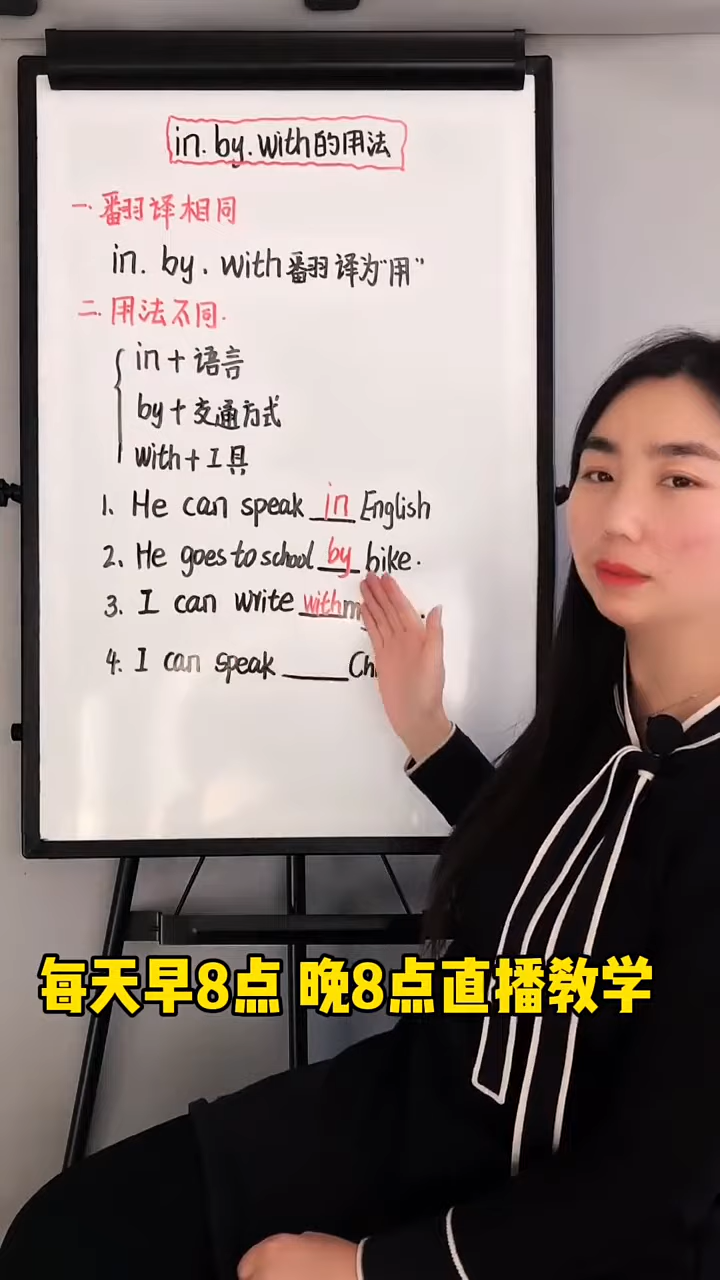 in.by.with的用法
一.翻译相同
in. by. with翻译为“用”
二.用法不同.
in+语言
by+交通方式
with+工具
1. He can speak in English
2. He goes to school by bike.
3. I can write with
4. I can speak ____
每天早8点 晚8点直播教学